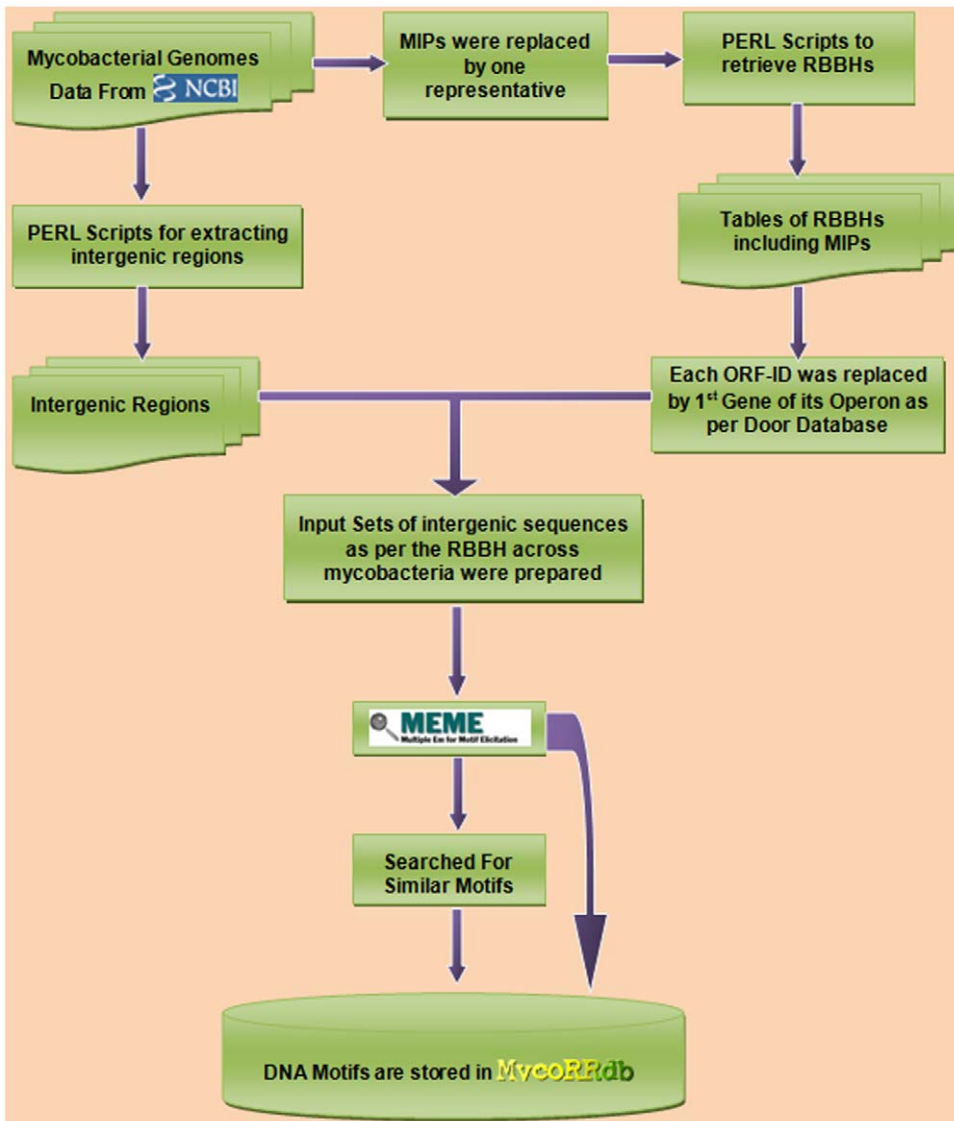 Mycobacterial Genomes
Data From NCBI
MIPs were replaced
by one
representative
PERL Scripts to
retrieve RBBHs
PERL Scripts for extracting
intergenic regions
Tables of RBBHs
including MIPs
Intergenic Regions
Each ORF-ID was replaced
by 1st Gene of its Operon as
per Door Database
Input Sets of intergenic sequences
as per the RBBH across
mycobacteria were prepared
MEME
Multiple Em for Motif Elicitation
Searched For
Similar Motifs
DNA Motifs are stored in MycoRRdb